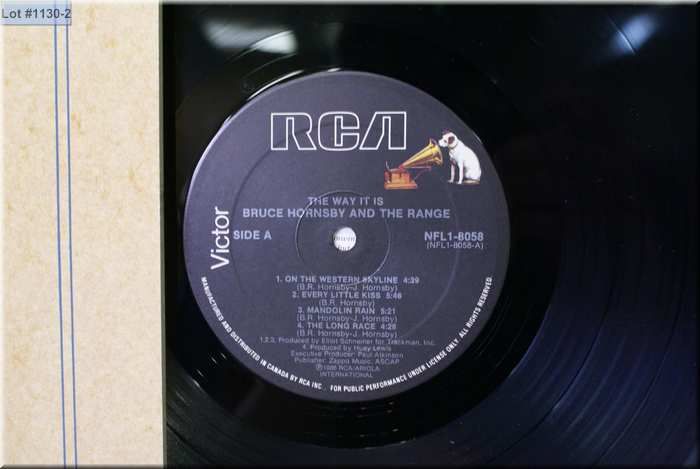 Lot #1130-2
RCA
THE WAY IT IS
BRUCE HORNSBY AND THE RANGE
Victor
SIDE A
NFL1-8058
(NFL1-8058-A)
1. ON THE WESTERN SKYLINE 4:39
(B.R. Hornsby-J. Hornsby)
2. EVERY LITTLE KISS 5:46
(B.R. Hornsby)
3. MANDOLIN RAIN 5:21
(B.R. Hornsby-J. Hornsby)
4. THE LONG RACE 4:28
(B.R. Hornsby-J. Hornsby)
1.2.3. Produced by Elliot Scheiner for Trackman, Inc.
4. Produced by Huey Lewis
Executive Producer: Paul Atkinson
Publisher: Zappo Music, ASCAP
℗1986 RCA/ARIOLA
INTERNATIONAL
MANUFACTURED AND DISTRIBUTED IN CANADA BY RCA INC., FOR PUBLIC PERFORMANCE UNDER LICENSE ONLY. ALL RIGHTS RESERVED.